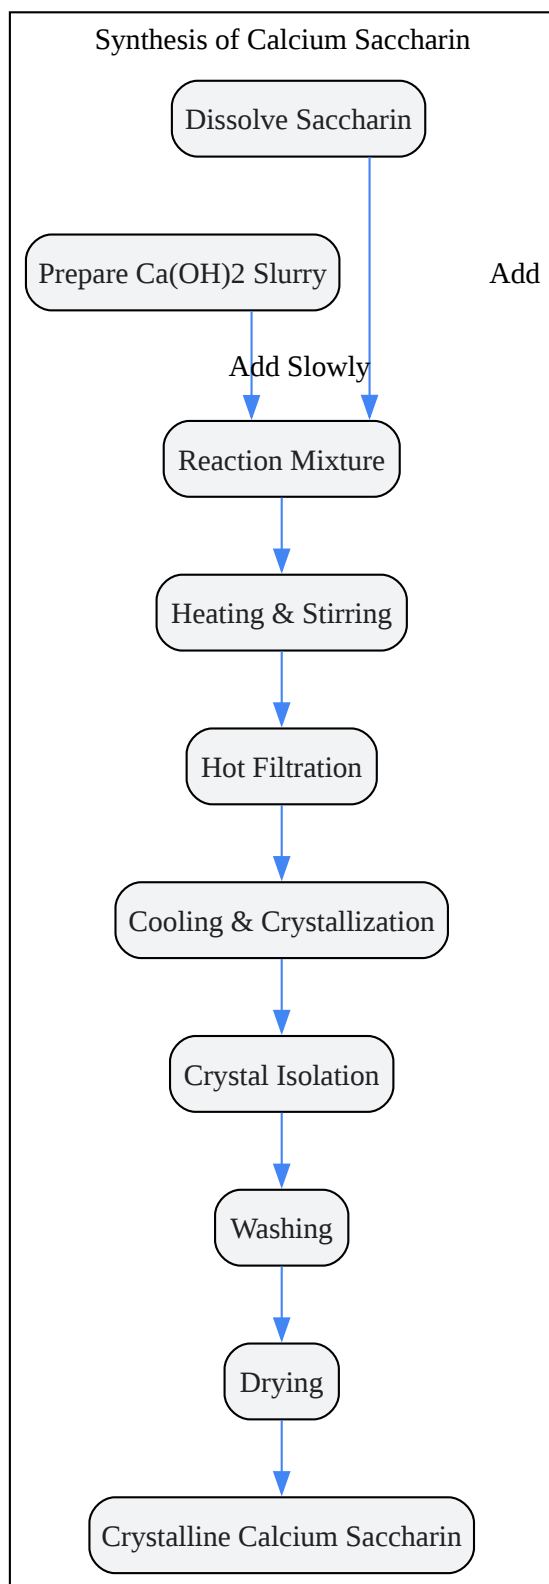 Synthesis of Calcium Saccharin
Dissolve Saccharin
Prepare Ca(OH)2 Slurry
Add
Add Slowly
Reaction Mixture
Heating & Stirring
Hot Filtration
Cooling & Crystallization
Crystal Isolation
Washing
Drying
Crystalline Calcium Saccharin